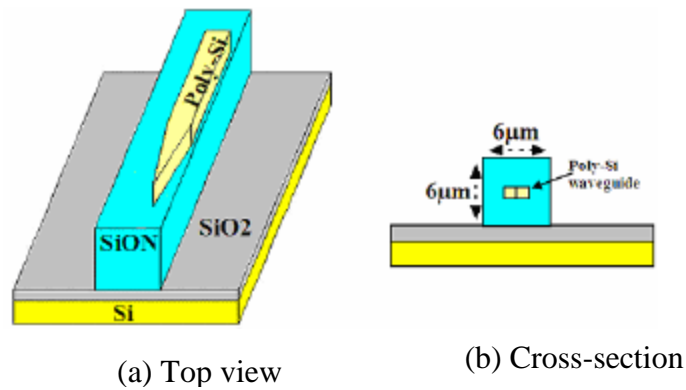 Poly-Si
SiON
SiO2
Si
(a) Top view
6μm
6μm
Poly-Si
waveguide
(b) Cross-section